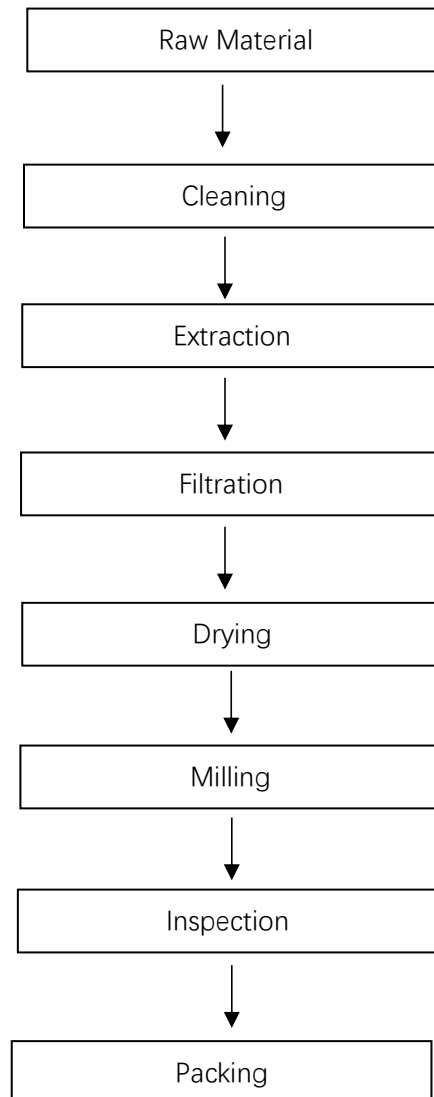 Raw Material
Cleaning
Extraction
Filtration
Drying
Milling
Inspection
Packing